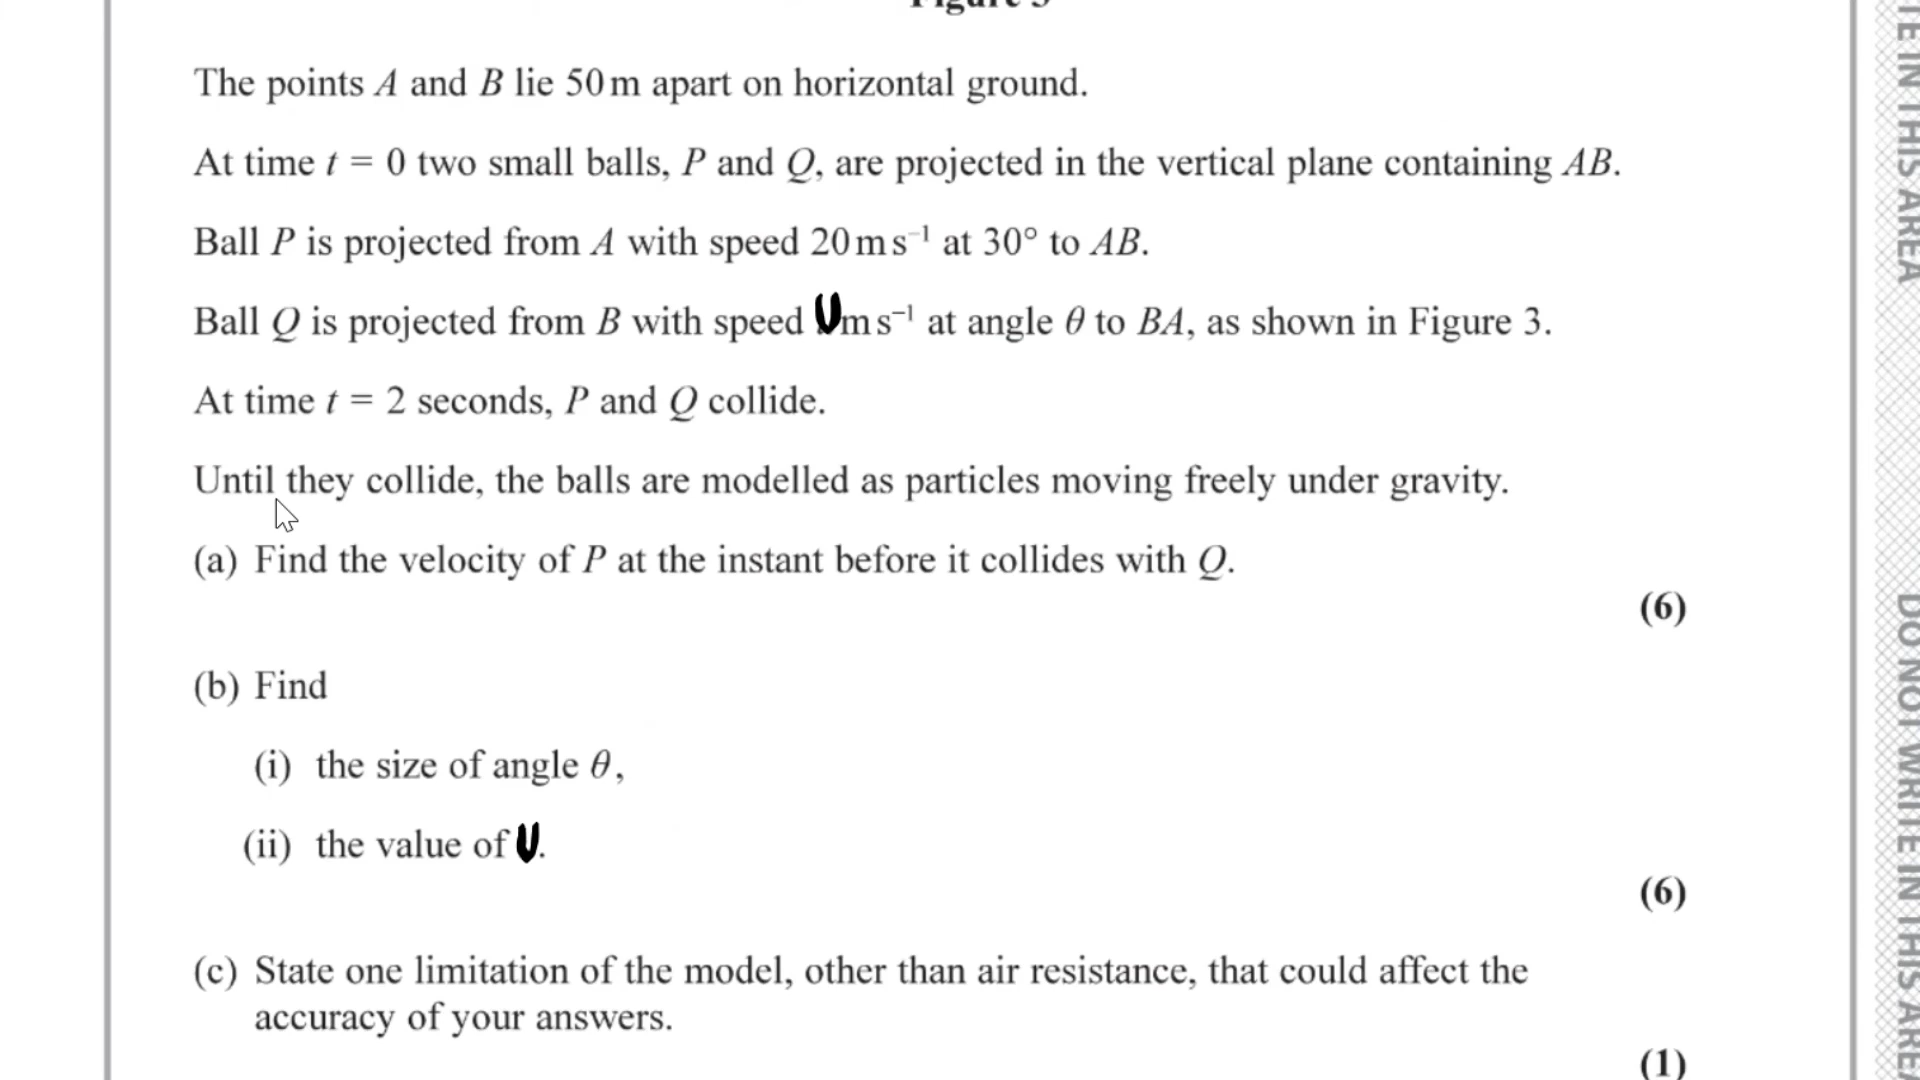 Figure 3
The points A and B lie 50 m apart on horizontal ground.
At time t = 0 two small balls, P and Q, are projected in the vertical plane containing AB.
Ball P is projected from A with speed 20 m s⁻¹ at 30° to AB.
Ball Q is projected from B with speed U m s⁻¹ at angle θ to BA, as shown in Figure 3.
At time t = 2 seconds, P and Q collide.
Until they collide, the balls are modelled as particles moving freely under gravity.
(a) Find the velocity of P at the instant before it collides with Q.
(6)
(b) Find
(i) the size of angle θ,
(ii) the value of U.
(6)
(c) State one limitation of the model, other than air resistance, that could affect the
accuracy of your answers.
(1)
TE IN THIS AREA
DO NOT WRITE IN THIS AREA